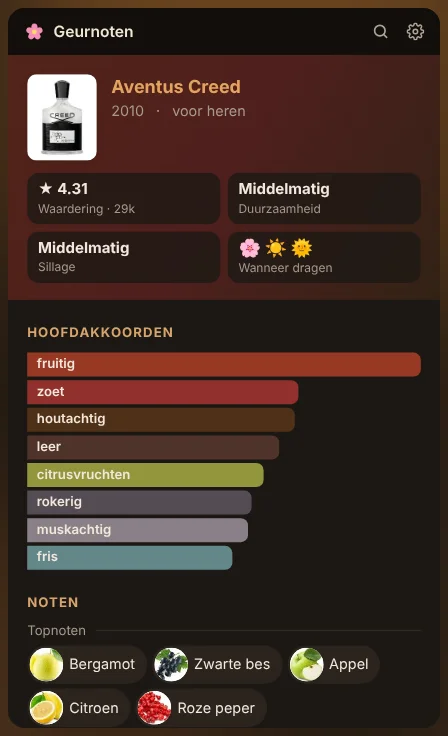 Geurnoten
Aventus Creed
2010 · voor heren
CREED
★ 4.31
Waardering · 29k
Middelmatig
Duurzaamheid
Middelmatig
Sillage
Wanneer dragen
HOOFDAKKOORDEN
fruitig
zoet
houtachtig
leer
citrusvruchten
rokerig
muskachtig
fris
NOTEN
Topnoten
Bergamot
Zwarte bes
Appel
Citroen
Roze peper